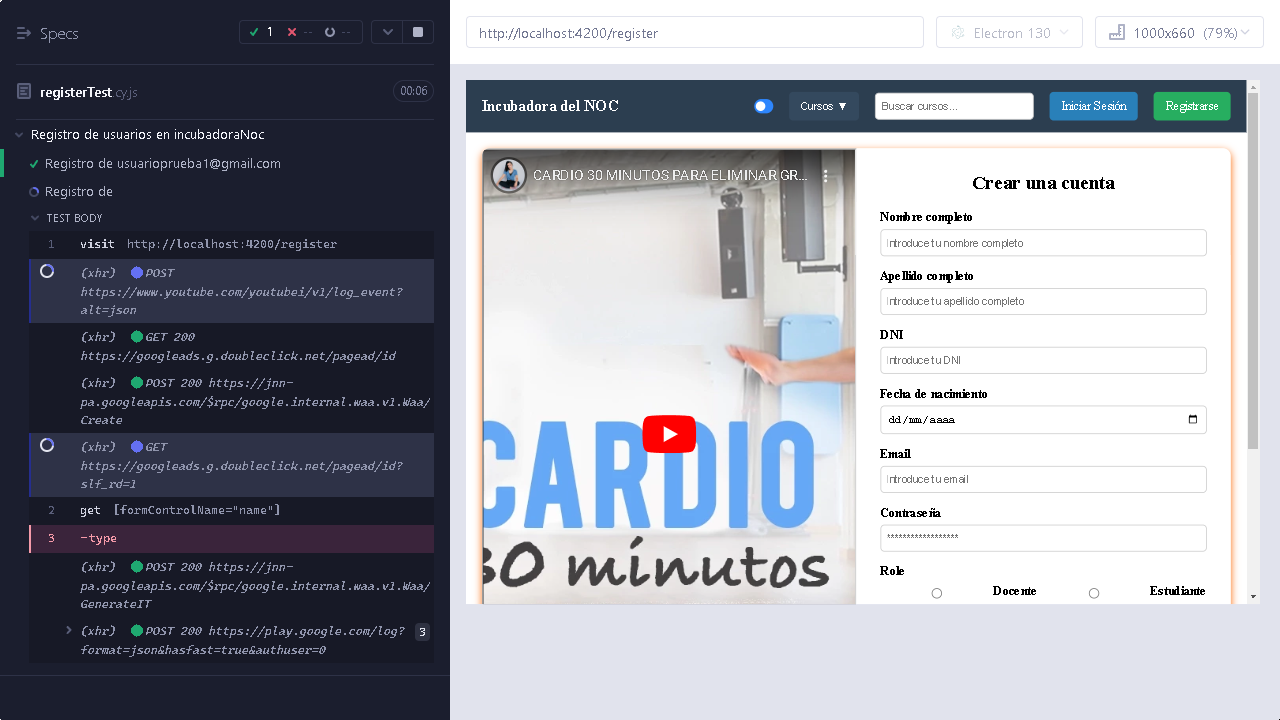 Specs
1
--
--
registerTest.cy.js
00:06
Registro de usuarios en incubadoraNoc
Registro de usuarioprueba1@gmail.com
Registro de
TEST BODY
1 visit http://localhost:4200/register
(xhr) POST
https://www.youtube.com/youtubei/v1/log_event?
alt=json
(xhr) GET 200
https://googleads.g.doubleclick.net/pagead/id
(xhr) POST 200 https://jnn-
pa.googleapis.com/$rpc/google.internal.waa.v1.Waa/
Create
(xhr) GET
https://googleads.g.doubleclick.net/pagead/id?
slf_rd=1
2 get [formControlName="name"]
3 -type
(xhr) POST 200 https://jnn-
pa.googleapis.com/$rpc/google.internal.waa.v1.Waa/
GenerateIT
(xhr) POST 200 https://play.google.com/log?
format=json&hasfast=true&authuser=0
3
http://localhost:4200/register
Electron 130
1000x660 (79%)
Incubadora del NOC
Cursos ▼
Buscar cursos...
Iniciar Sesión
Registrarse
CARDIO 30 MINUTOS PARA ELIMINAR GR...
CARDIO
30 minutos
Crear una cuenta
Nombre completo
Introduce tu nombre completo
Apellido completo
Introduce tu apellido completo
DNI
Introduce tu DNI
Fecha de nacimiento
dd/mm/aaaa
Email
Introduce tu email
Contraseña
******************
Role
Docente
Estudiante